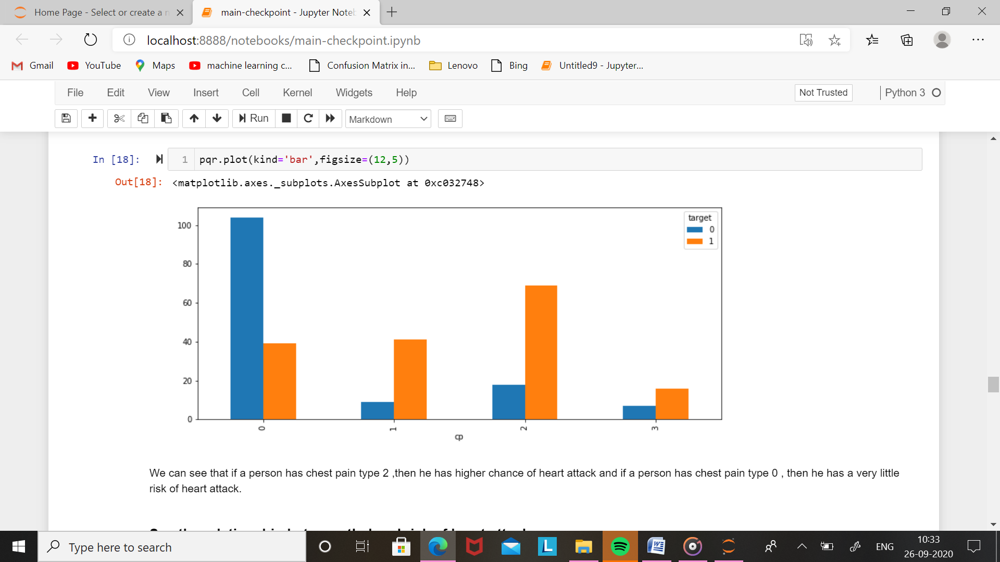 Home Page - Select or create a n
main-checkpoint - Jupyter Noteb
localhost:8888/notebooks/main-checkpoint.ipynb
Gmail YouTube Maps machine learning c... Confusion Matrix in... Lenovo Bing Untitled9 - Jupyter...
File Edit View Insert Cell Kernel Widgets Help Not Trusted Python 3
Run Markdown
In [18]: 1 pqr.plot(kind='bar',figsize=(12,5))
Out[18]: <matplotlib.axes._subplots.AxesSubplot at 0xc032748>
target
0
1
100
80
60
40
20
0
0 1 2 3
cp
We can see that if a person has chest pain type 2 ,then he has higher chance of heart attack and if a person has chest pain type 0 , then he has a very little
risk of heart attack.
Type here to search
L
W
ENG
10:33
26-09-2020